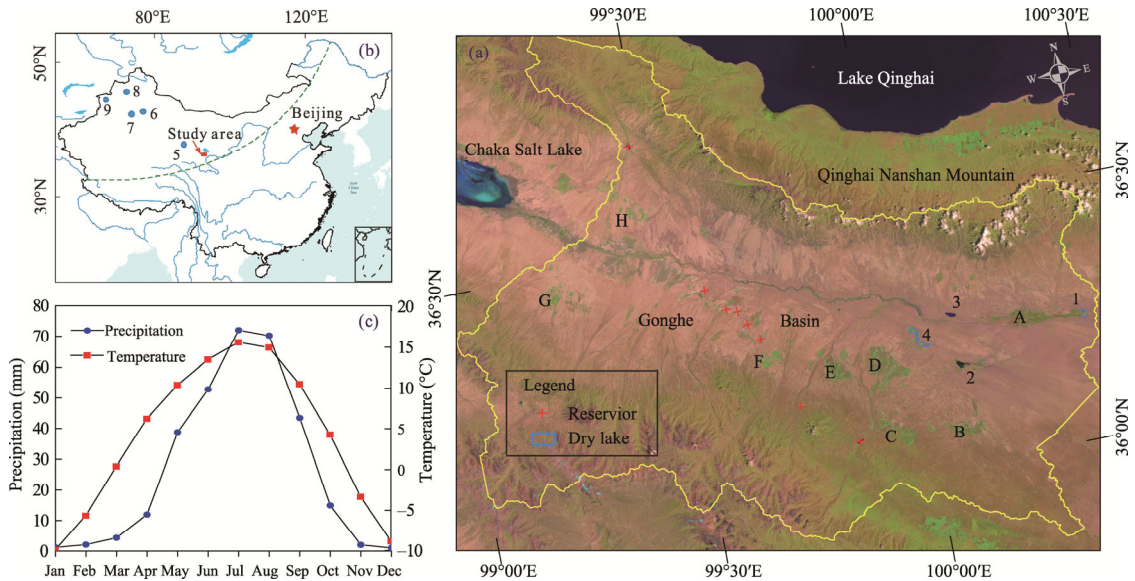 80°E 120°E
(b)
50°N
30°N
8
9
6
7
5
Study area
Beijing
(c)
80
70
60
50
40
30
20
10
0
Precipitation (mm)
Precipitation
Temperature
20
15
10
5
0
−5
−10
Temperature (°C)
Jan Feb Mar Apr May Jun Jul Aug Sep Oct Nov Dec
99°30′E 100°00′E 100°30′E
(a)
Lake Qinghai
N
W E
S
Chaka Salt Lake
Qinghai Nanshan Mountain
36°30′N
H
G
Gonghe Basin
3
A
1
4
F
E
D
2
C
B
Legend
Reservior
Dry lake
36°30′N
36°00′N
99°00′E 99°30′E 100°00′E